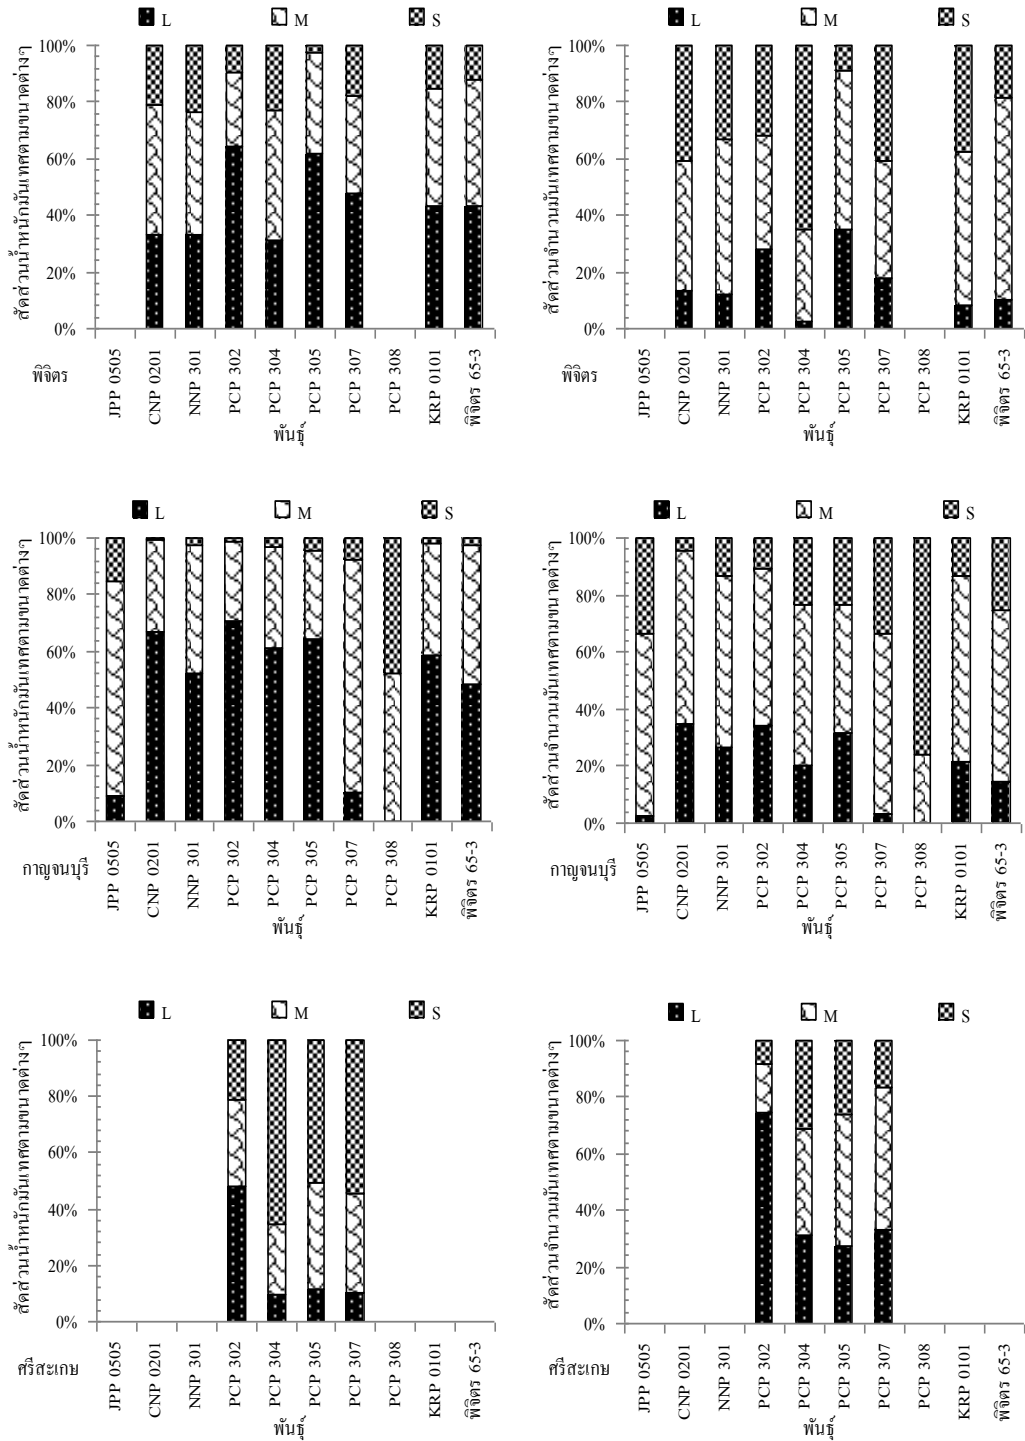 L M S
สัดส่วนน้ำหนักมันเทศตามขนาดต่างๆ
100%
80%
60%
40%
20%
0%
JPP 0505
CNP 0201
NNP 301
PCP 302
PCP 304
PCP 305
PCP 307
PCP 308
KRP 0101
พิจิตร 65-3
พิจิตร
พันธุ์
L M S
สัดส่วนจำนวนมันเทศตามขนาดต่างๆ
100%
80%
60%
40%
20%
0%
JPP 0505
CNP 0201
NNP 301
PCP 302
PCP 304
PCP 305
PCP 307
PCP 308
KRP 0101
พิจิตร 65-3
พิจิตร
พันธุ์
L M S
สัดส่วนน้ำหนักมันเทศตามขนาดต่างๆ
100%
80%
60%
40%
20%
0%
JPP 0505
CNP 0201
NNP 301
PCP 302
PCP 304
PCP 305
PCP 307
PCP 308
KRP 0101
พิจิตร 65-3
กาญจนบุรี
พันธุ์
L M S
สัดส่วนจำนวนมันเทศตามขนาดต่างๆ
100%
80%
60%
40%
20%
0%
JPP 0505
CNP 0201
NNP 301
PCP 302
PCP 304
PCP 305
PCP 307
PCP 308
KRP 0101
พิจิตร 65-3
กาญจนบุรี
พันธุ์
L M S
สัดส่วนน้ำหนักมันเทศตามขนาดต่างๆ
100%
80%
60%
40%
20%
0%
JPP 0505
CNP 0201
NNP 301
PCP 302
PCP 304
PCP 305
PCP 307
PCP 308
KRP 0101
พิจิตร 65-3
ศรีสะเกษ
พันธุ์
L M S
สัดส่วนจำนวนมันเทศตามขนาดต่างๆ
100%
80%
60%
40%
20%
0%
JPP 0505
CNP 0201
NNP 301
PCP 302
PCP 304
PCP 305
PCP 307
PCP 308
KRP 0101
พิจิตร 65-3
ศรีสะเกษ
พันธุ์